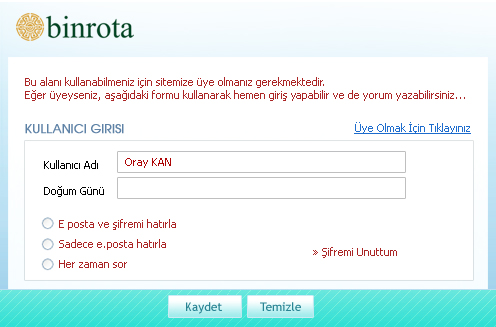 binrota
Bu alanı kullanabilmeniz için sitemize üye olmanız gerekmektedir.
Eğer üyeyseniz, aşağıdaki formu kullanarak hemen giriş yapabilir ve de yorum yazabilirsiniz...
KULLANICI GIRISI
Üye Olmak İçin Tıklayınız
Kullanıcı Adı Oray KAN
Doğum Günü
E posta ve şifremi hatırla
Sadece e.posta hatırla
» Şifremi Unuttum
Her zaman sor
Kaydet Temizle